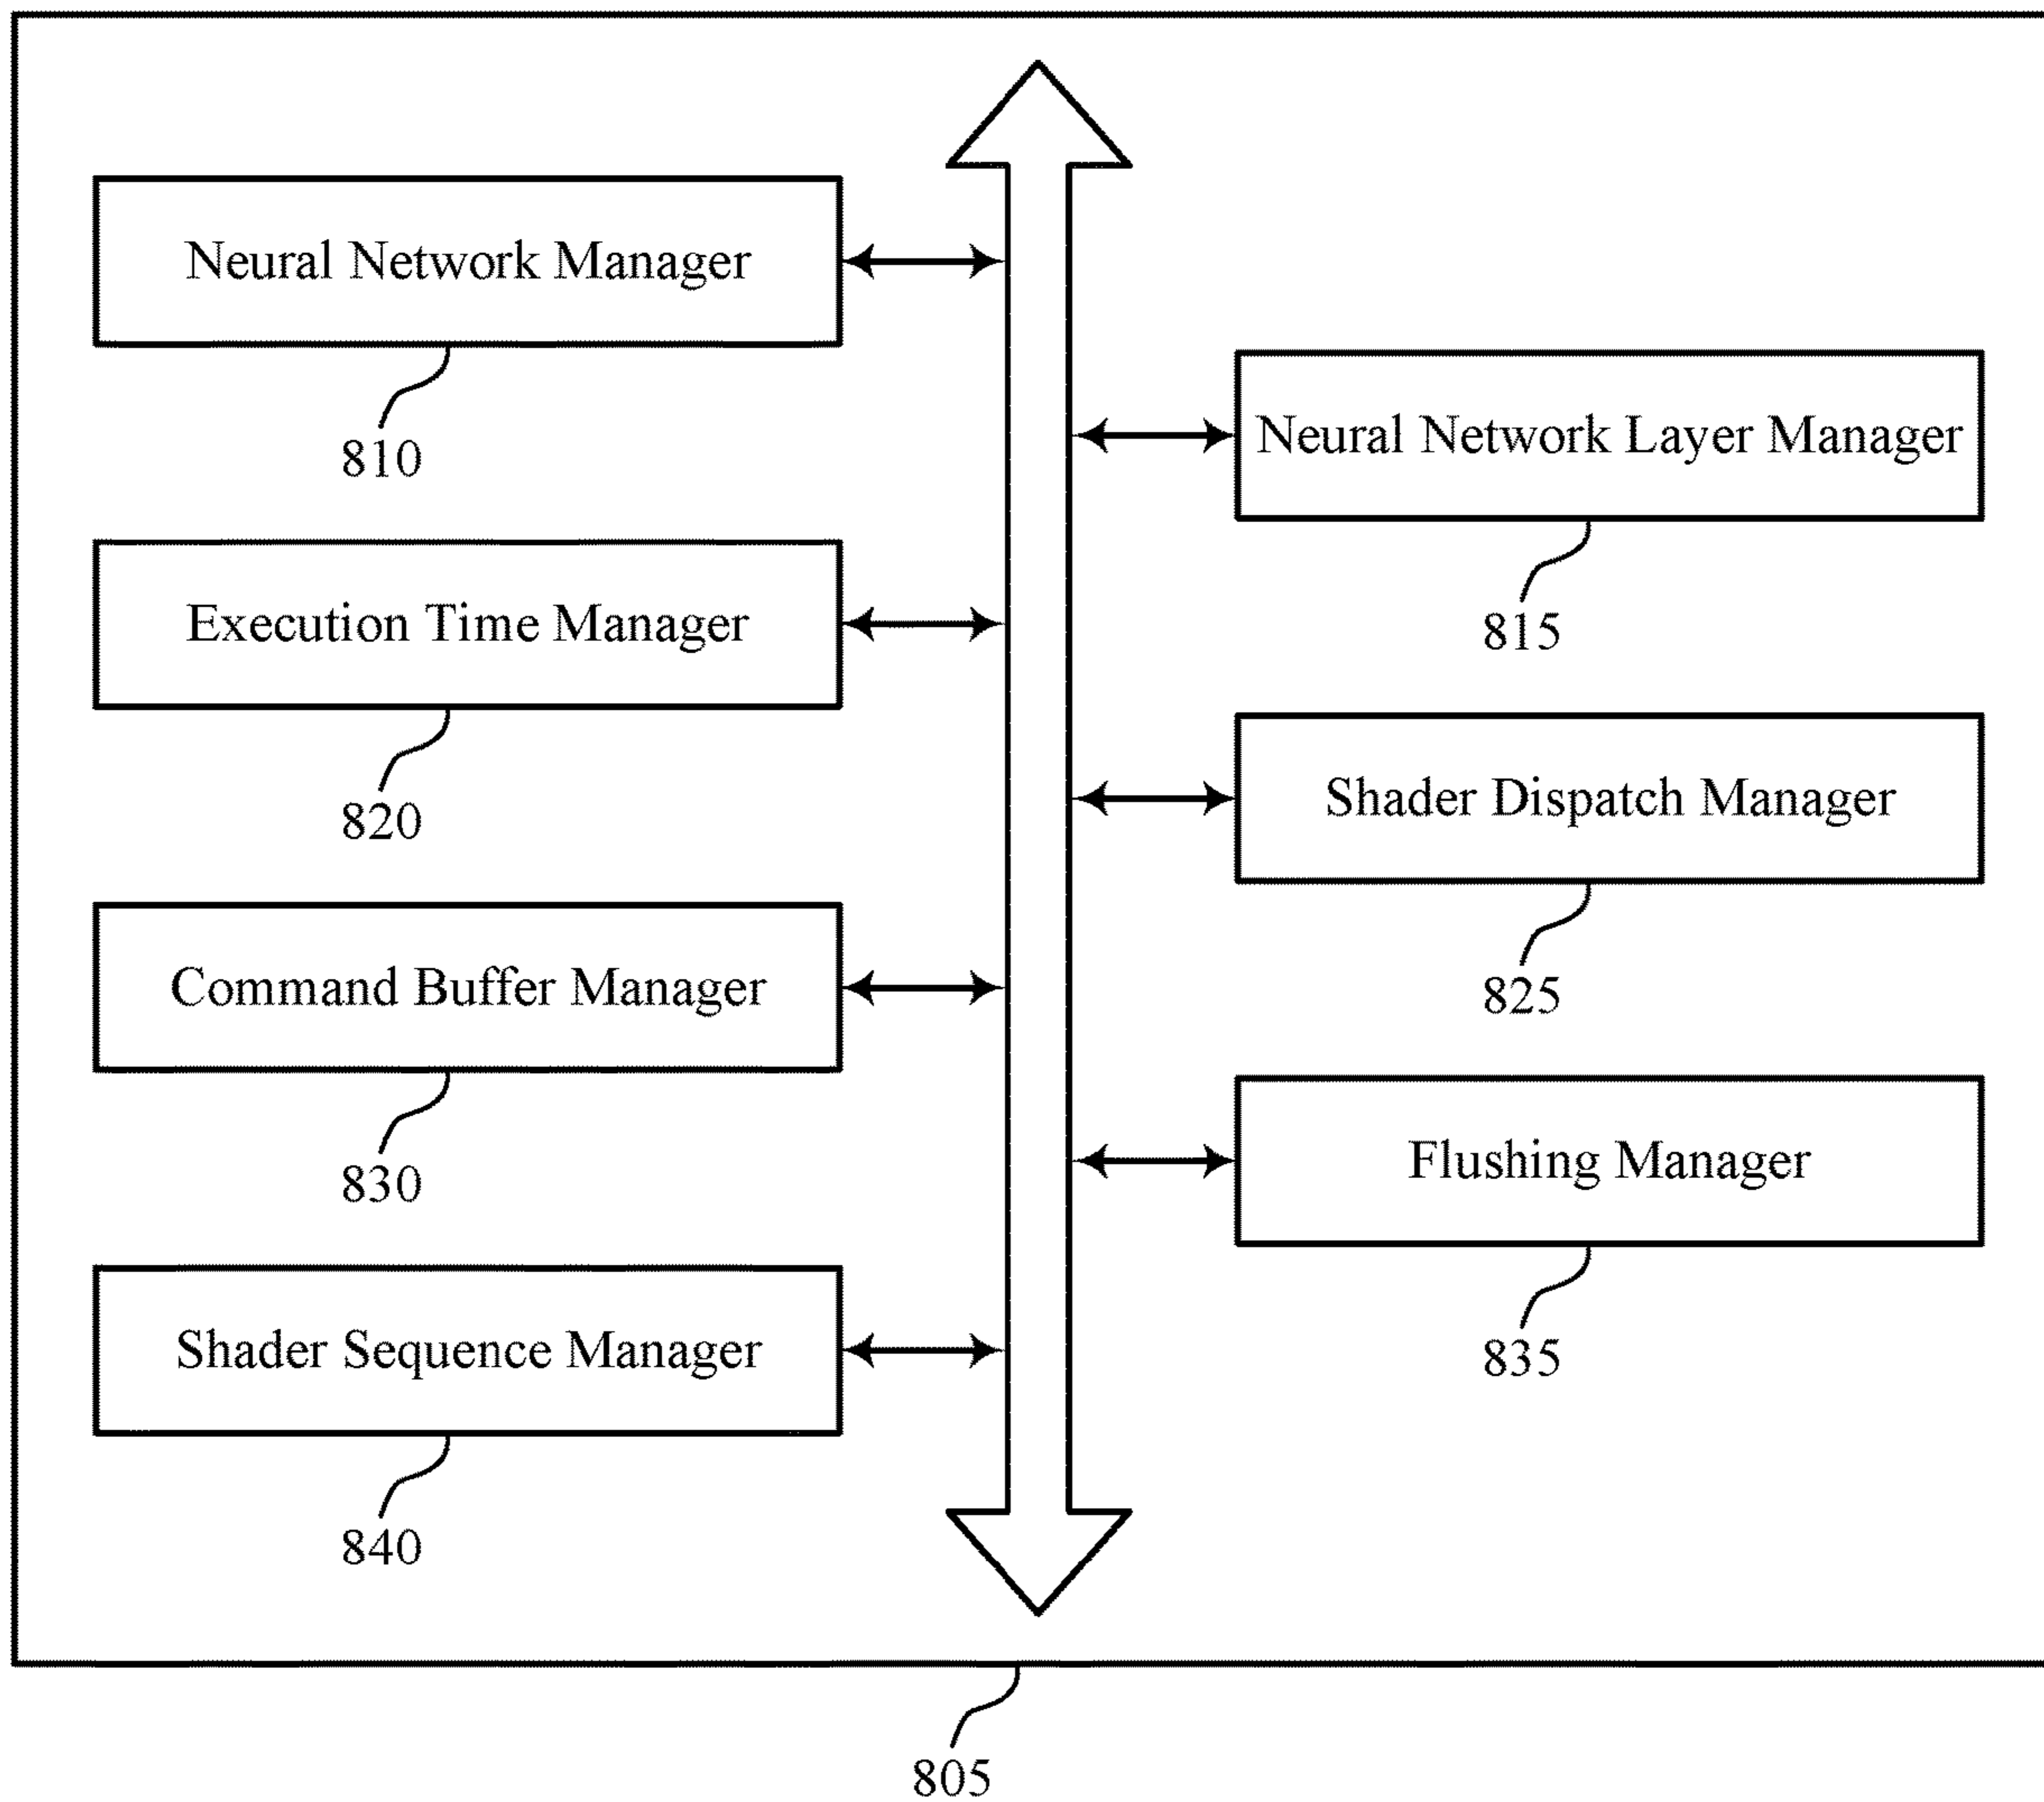 Neural Network Manager
810
Neural Network Layer Manager
815
Execution Time Manager
820
Shader Dispatch Manager
825
Command Buffer Manager
830
Flushing Manager
835
Shader Sequence Manager
840
805